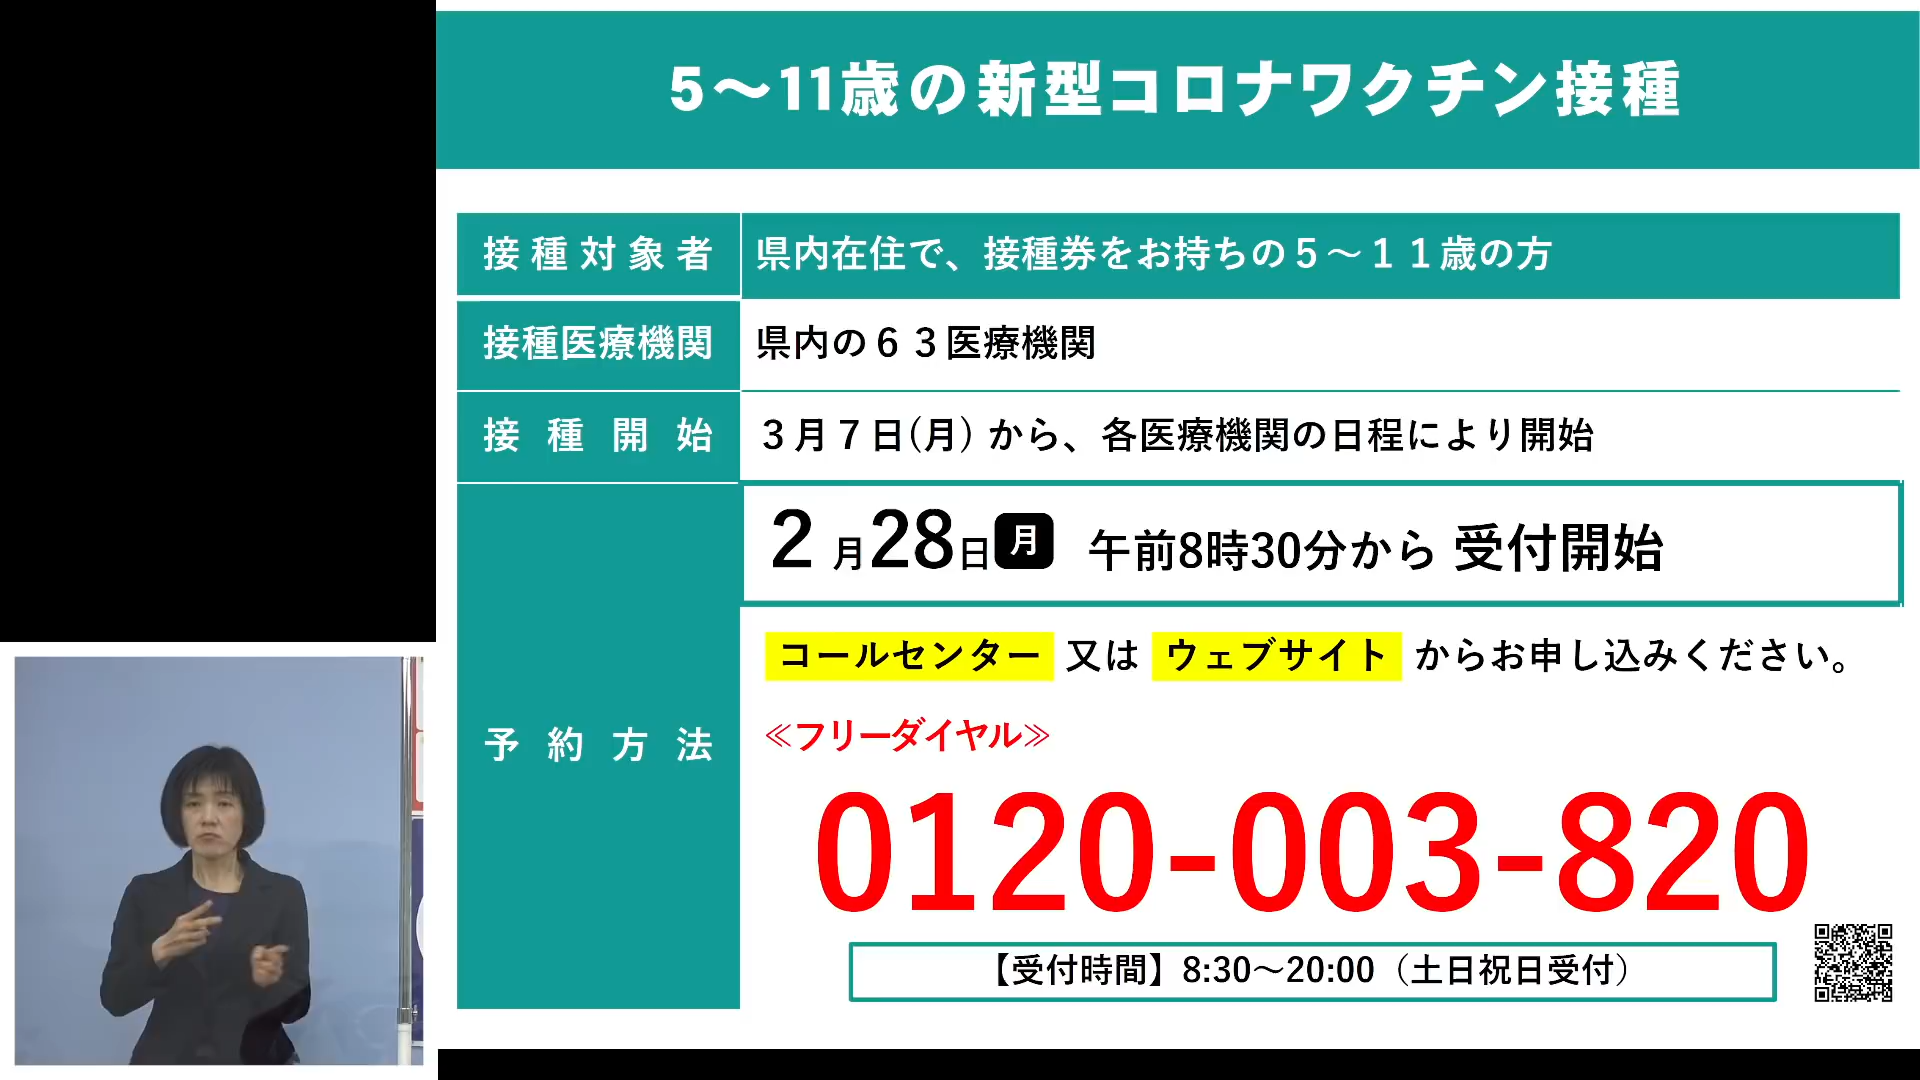 5～11歳の新型コロナワクチン接種
接種対象者
県内在住で、接種券をお持ちの５～１１歳の方
接種医療機関
県内の６３医療機関
接種開始
３月７日(月) から、各医療機関の日程により開始
予約方法
2月28日月 午前8時30分から 受付開始
コールセンター 又は ウェブサイト からお申し込みください。
≪フリーダイヤル≫
0120-003-820
【受付時間】8:30～20:00（土日祝日受付）